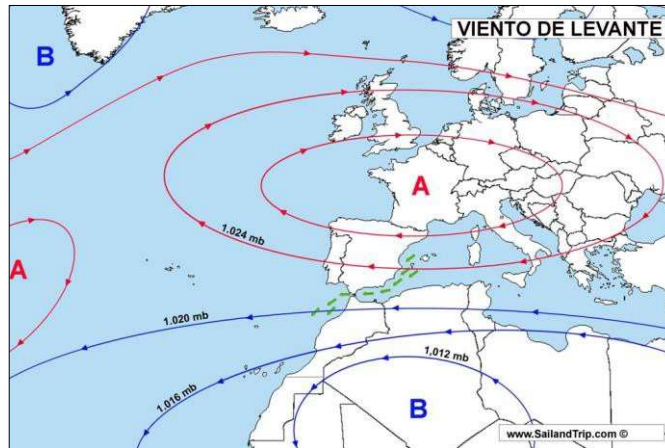 VIENTO DE LEVANTE
B
A
1.024 mb
A
1.020 mb
1.016 mb
1,012 mb
B
www.SailandTrip.com ©